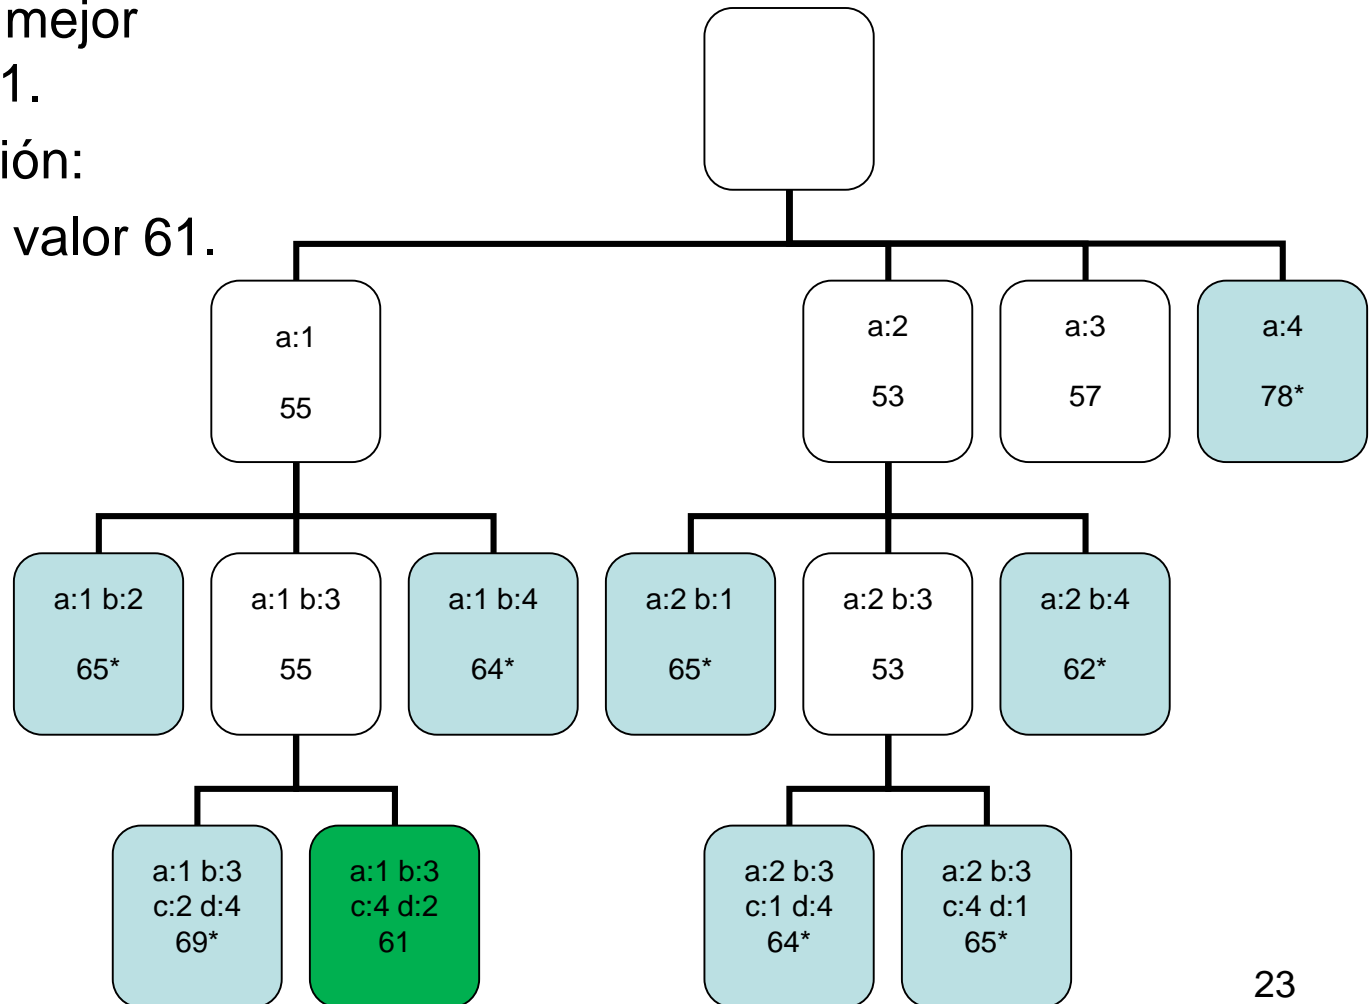 mejor
1.
ión:
valor 61.
a:1
55
a:2
53
a:3
57
a:4
78*
a:1 b:2
65*
a:1 b:3
55
a:1 b:4
64*
a:2 b:1
65*
a:2 b:3
53
a:2 b:4
62*
a:1 b:3
c:2 d:4
69*
a:1 b:3
c:4 d:2
61
a:2 b:3
c:1 d:4
64*
a:2 b:3
c:4 d:1
65*
23